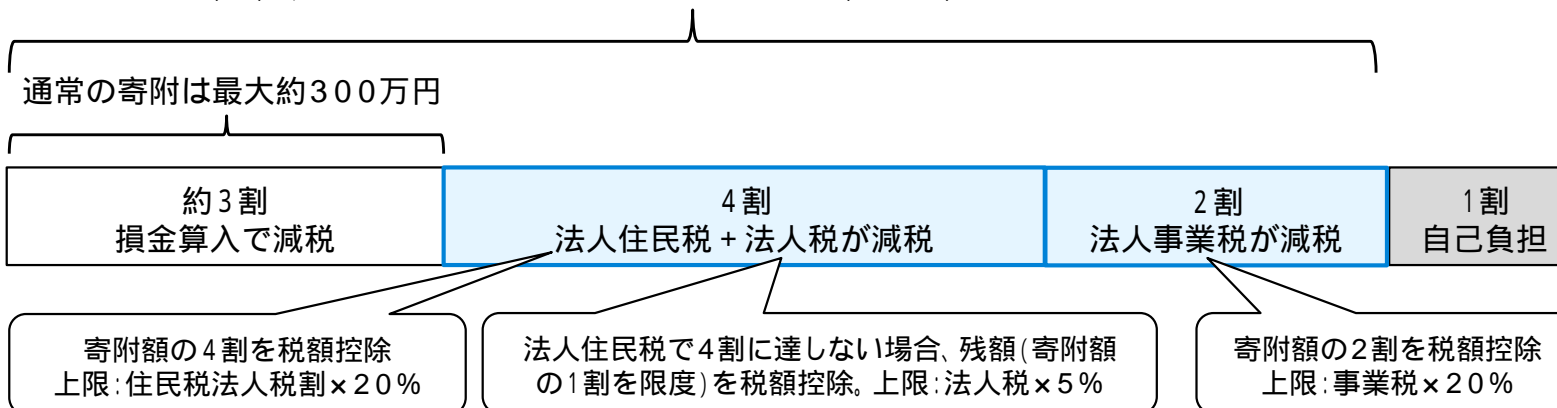 通常の寄附は最大約300万円
約3割
損金算入で減税
4割
法人住民税+法人税が減税
2割
法人事業税が減税
1割
自己負担
寄附額の4割を税額控除
上限:住民税法人税割×20%
法人住民税で4割に達しない場合、残額(寄附額
の1割を限度)を税額控除。上限:法人税×5%
寄附額の2割を税額控除
上限:事業税×20%